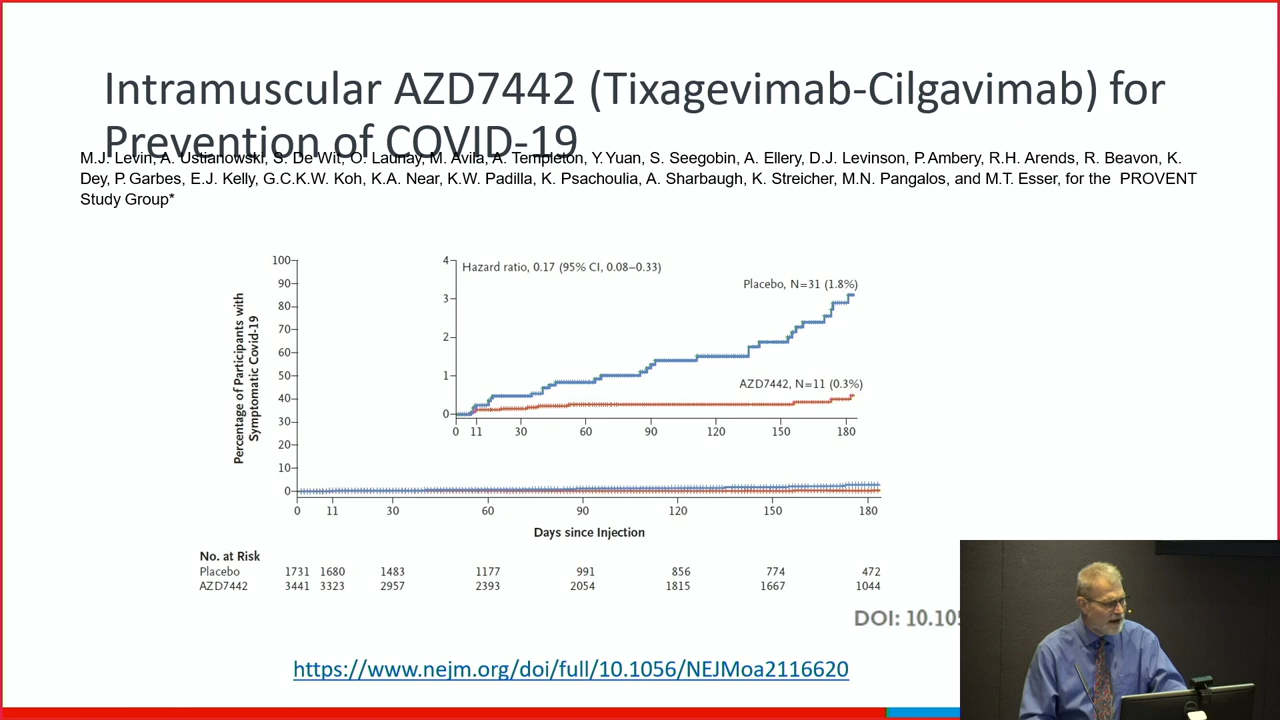 Intramuscular AZD7442 (Tixagevimab-Cilgavimab) for
Prevention of COVID-19
M.J. Levin, A. Ustianowski, S. De Wit, O. Launay, M. Avila, A. Templeton, Y. Yuan, S. Seegobin, A. Ellery, D.J. Levinson, P. Ambery, R.H. Arends, R. Beavon, K.
Dey, P. Garbes, E.J. Kelly, G.C.K.W. Koh, K.A. Near, K.W. Padilla, K. Psachoulia, A. Sharbaugh, K. Streicher, M.N. Pangalos, and M.T. Esser, for the PROVENT
Study Group*
Percentage of Participants with
Symptomatic Covid-19
100
90
80
70
60
50
40
30
20
10
0
0 11 30 60 90 120 150 180
4
3
2
1
0
Hazard ratio, 0.17 (95% CI, 0.08–0.33)
Placebo, N=31 (1.8%)
AZD7442, N=11 (0.3%)
0 11 30 60 90 120 150 180
Days since Injection
No. at Risk
Placebo 1731 1680 1483 1177 991 856 774 472
AZD7442 3441 3323 2957 2393 2054 1815 1667 1044
DOI: 10.105
https://www.nejm.org/doi/full/10.1056/NEJMoa2116620